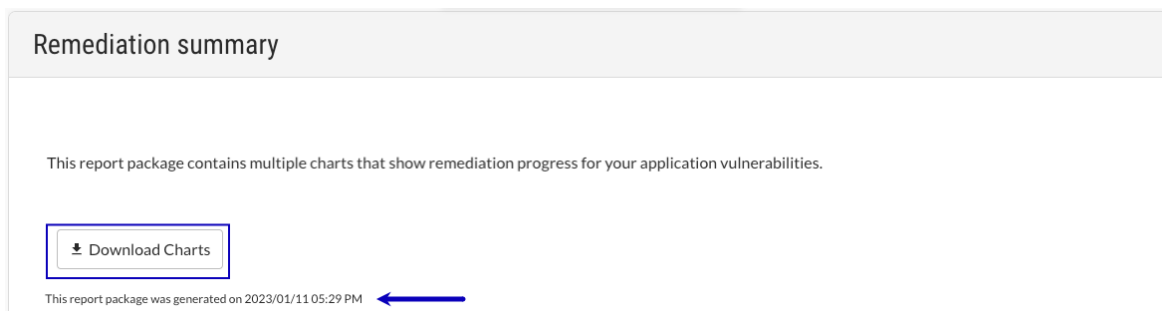 Remediation summary
This report package contains multiple charts that show remediation progress for your application vulnerabilities.
Download Charts
This report package was generated on 2023/01/11 05:29 PM